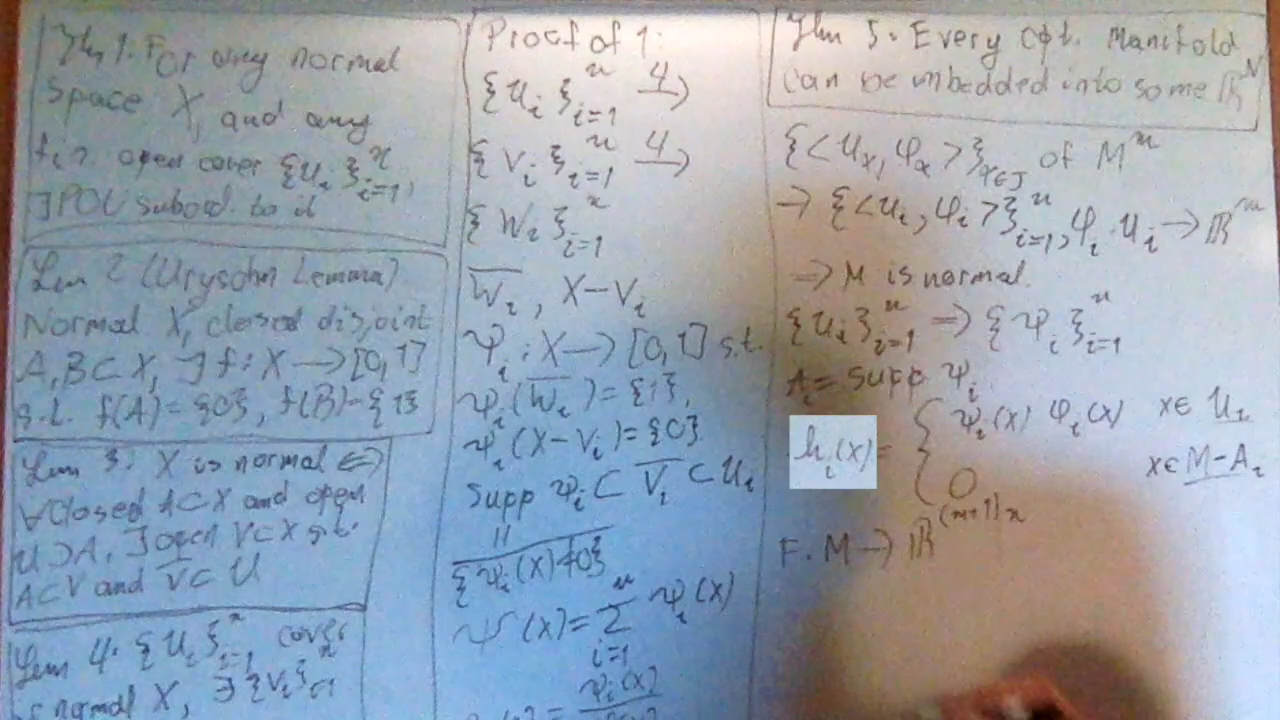 Thm 1. For any normal
space X, and any
fin open cover {U_i}_{i=1}^n,
∃ POU subord. to it
Lem 2 (Urysohn Lemma)
Normal X, closed disjoint
A, B ⊂ X, ∃ f: X → [0,1]
s.t. f(A) = {0}, f(B) = {1}
Lem 3: X is normal ⇔
∀ closed A ⊂ X and open
U ⊃ A, ∃ open V ⊂ X s.t.
A ⊂ V and V̅ ⊂ U
Lem 4. {U_i}_{i=1}^n cover
normal X, ∃ {V_i}
Proof of 1:
{U_i}_{i=1}^n 4→
{V_i}_{i=1}^n 4→
{W_i}_{i=1}^n
W̅_i, X − V_i
Ψ_i : X → [0,1] s.t.
Ψ_i(W̅_i) = {1},
Ψ_i(X − V_i) = {0}
supp Ψ_i ⊂ V̅_i ⊂ U_i
||
{Ψ_i(x) ≠ 0}
Ψ(x) = Σ_{i=1}^n Ψ_i(x)
Ψ_i(x)
Thm 5. Every cpt. Manifold
can be imbedded into some ℝ^N
{<U_α, φ_α>}_{α∈J} of M^m
→ {<U_i, φ_i>}_{i=1}^n, φ_i: U_i → ℝ^m
⇒ M is normal.
{U_i}_{i=1}^n ⇒ {Ψ_i}_{i=1}^n
A_i = supp Ψ_i
h_i(x) = { Ψ_i(x) φ_i(x) x ∈ U_i
0 x ∈ M − A_i
F: M → ℝ^{(m+1)n}